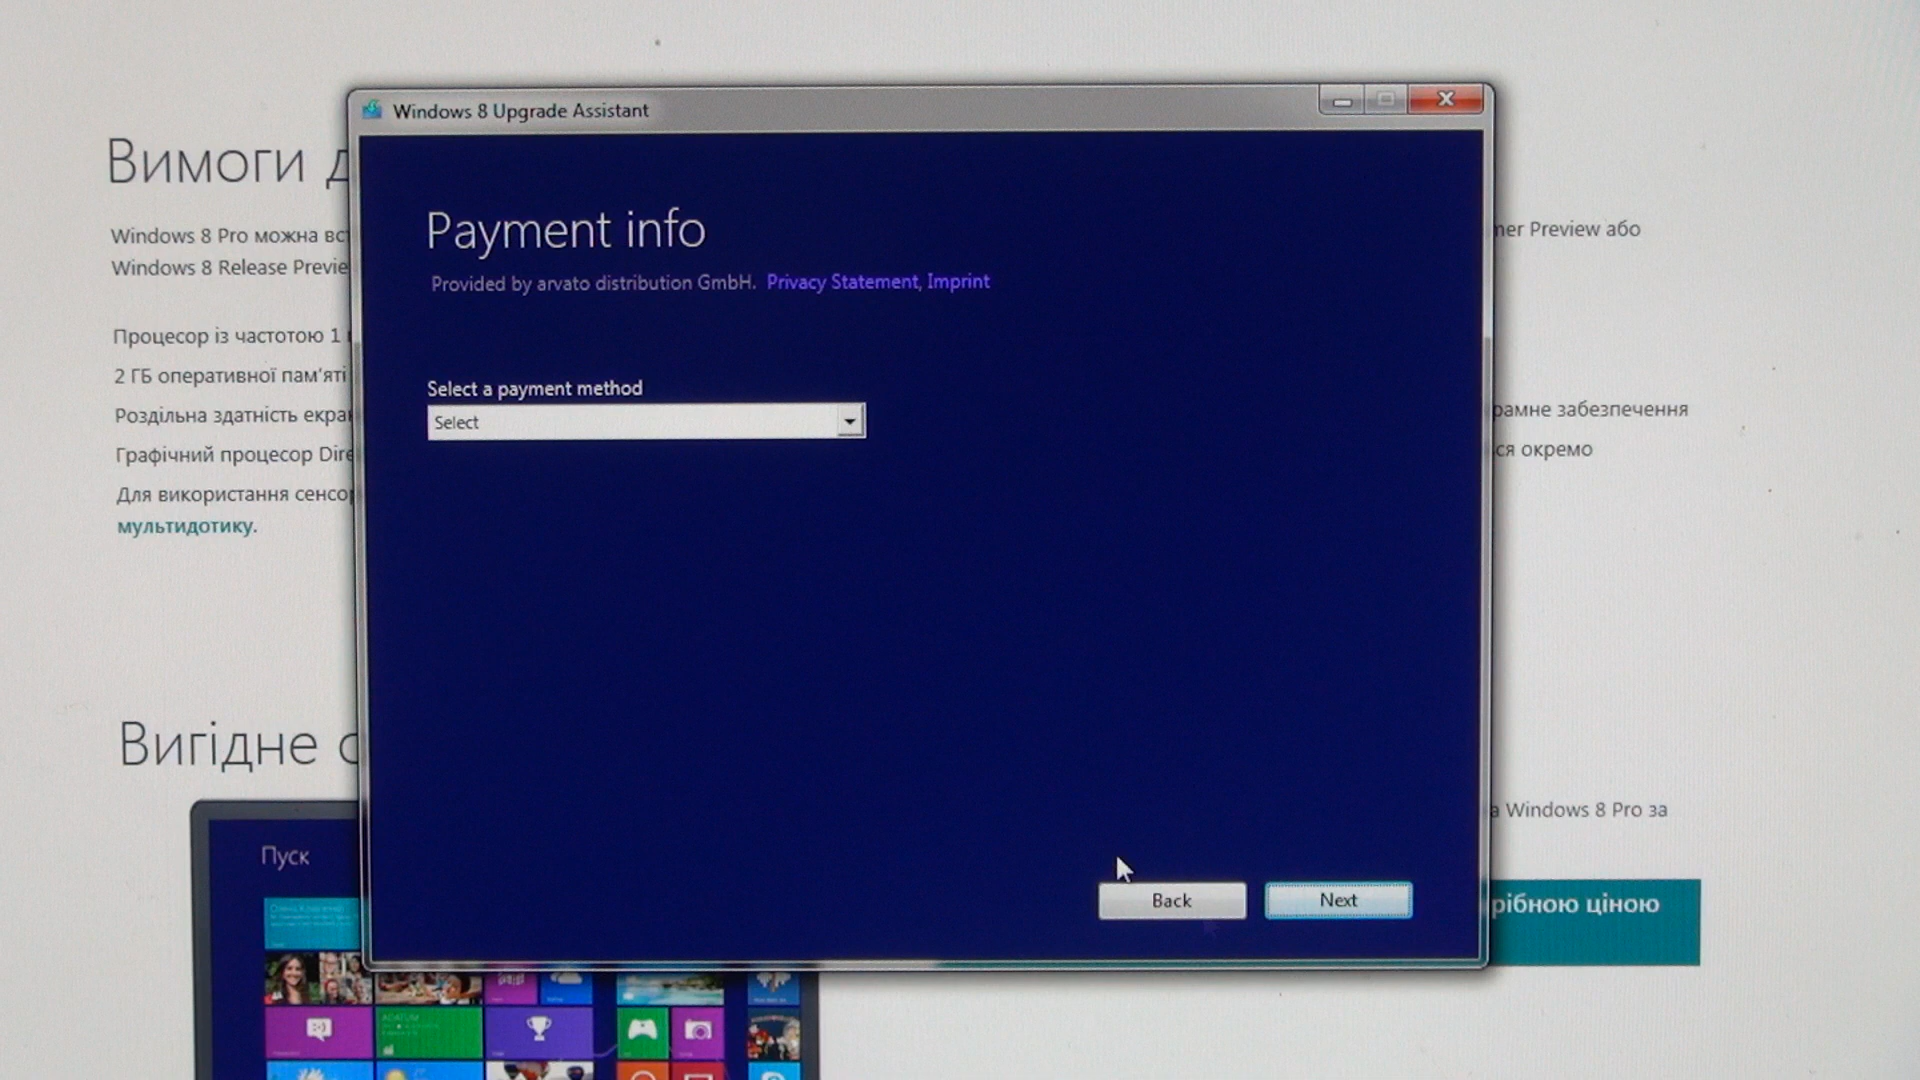 Windows 8 Upgrade Assistant
Вимоги д
Payment info
Windows 8 Pro можна вс
mer Preview або
Windows 8 Release Previe
Provided by arvato distribution GmbH. Privacy Statement, Imprint
Процесор із частотою 1
2 ГБ оперативної пам'яті
Select a payment method
Роздільна здатність екра
рамне забезпечення
Select
Графічний процесор Dire
ся окремо
Для використання сенсо
мультидотику.
Вигідне
а Windows 8 Pro за
Пуск
Back
Next
рібною ціною